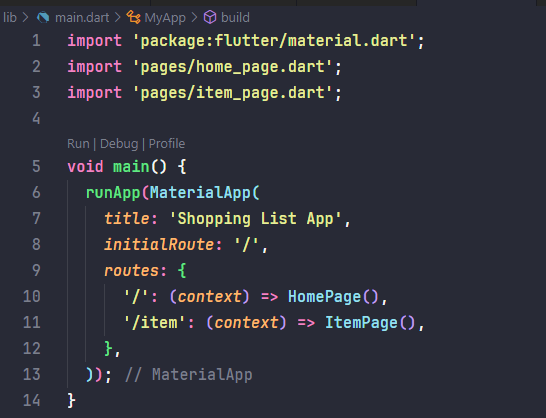 lib > main.dart > MyApp > build
1 import 'package:flutter/material.dart';
2 import 'pages/home_page.dart';
3 import 'pages/item_page.dart';
4
Run | Debug | Profile
5 void main() {
6   runApp(MaterialApp(
7     title: 'Shopping List App',
8     initialRoute: '/',
9     routes: {
10       '/': (context) => HomePage(),
11       '/item': (context) => ItemPage(),
12     },
13   )); // MaterialApp
14 }